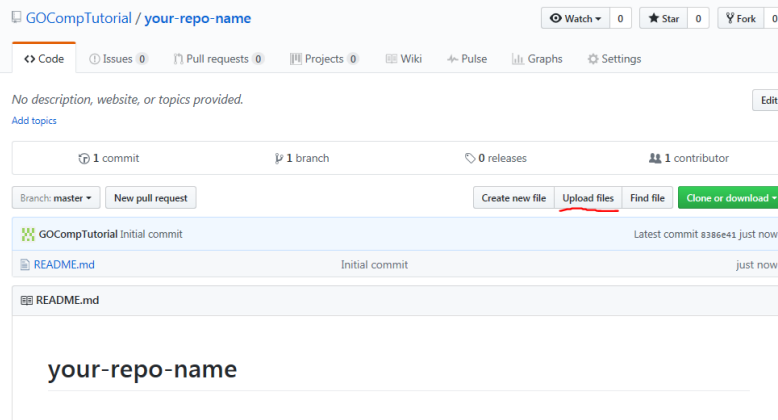 GOCompTutorial / your-repo-name Watch 0 Star 0 Fork 0
Code Issues 0 Pull requests 0 Projects 0 Wiki Pulse Graphs Settings
No description, website, or topics provided. Edit
Add topics
1 commit 1 branch 0 releases 1 contributor
Branch: master New pull request Create new file Upload files Find file Clone or download
GOCompTutorial Initial commit Latest commit 8386e41 just now
README.md Initial commit just now
README.md
your-repo-name